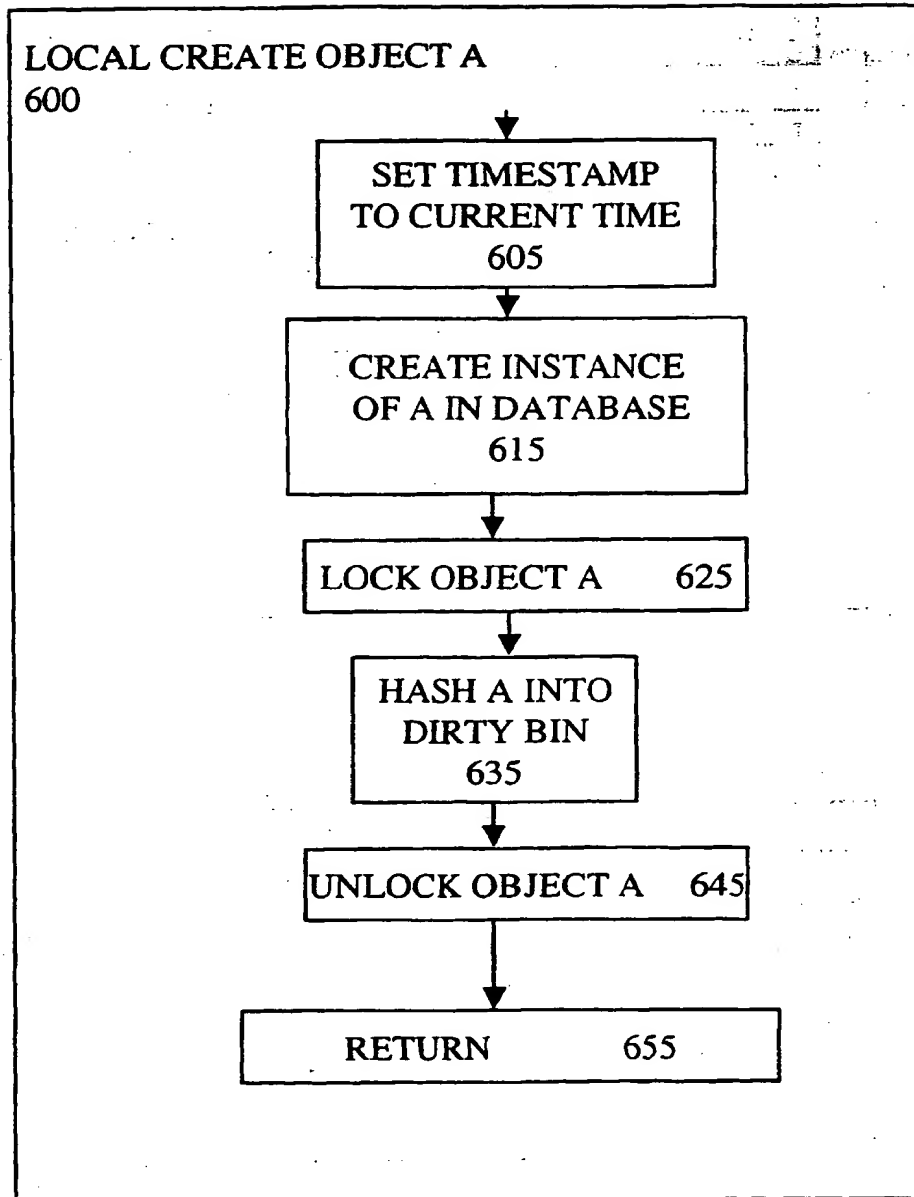 LOCAL CREATE OBJECT A
600
SET TIMESTAMP
TO CURRENT TIME
605
CREATE INSTANCE
OF A IN DATABASE
615
LOCK OBJECT A 625
HASH A INTO
DIRTY BIN
635
UNLOCK OBJECT A 645
RETURN 655